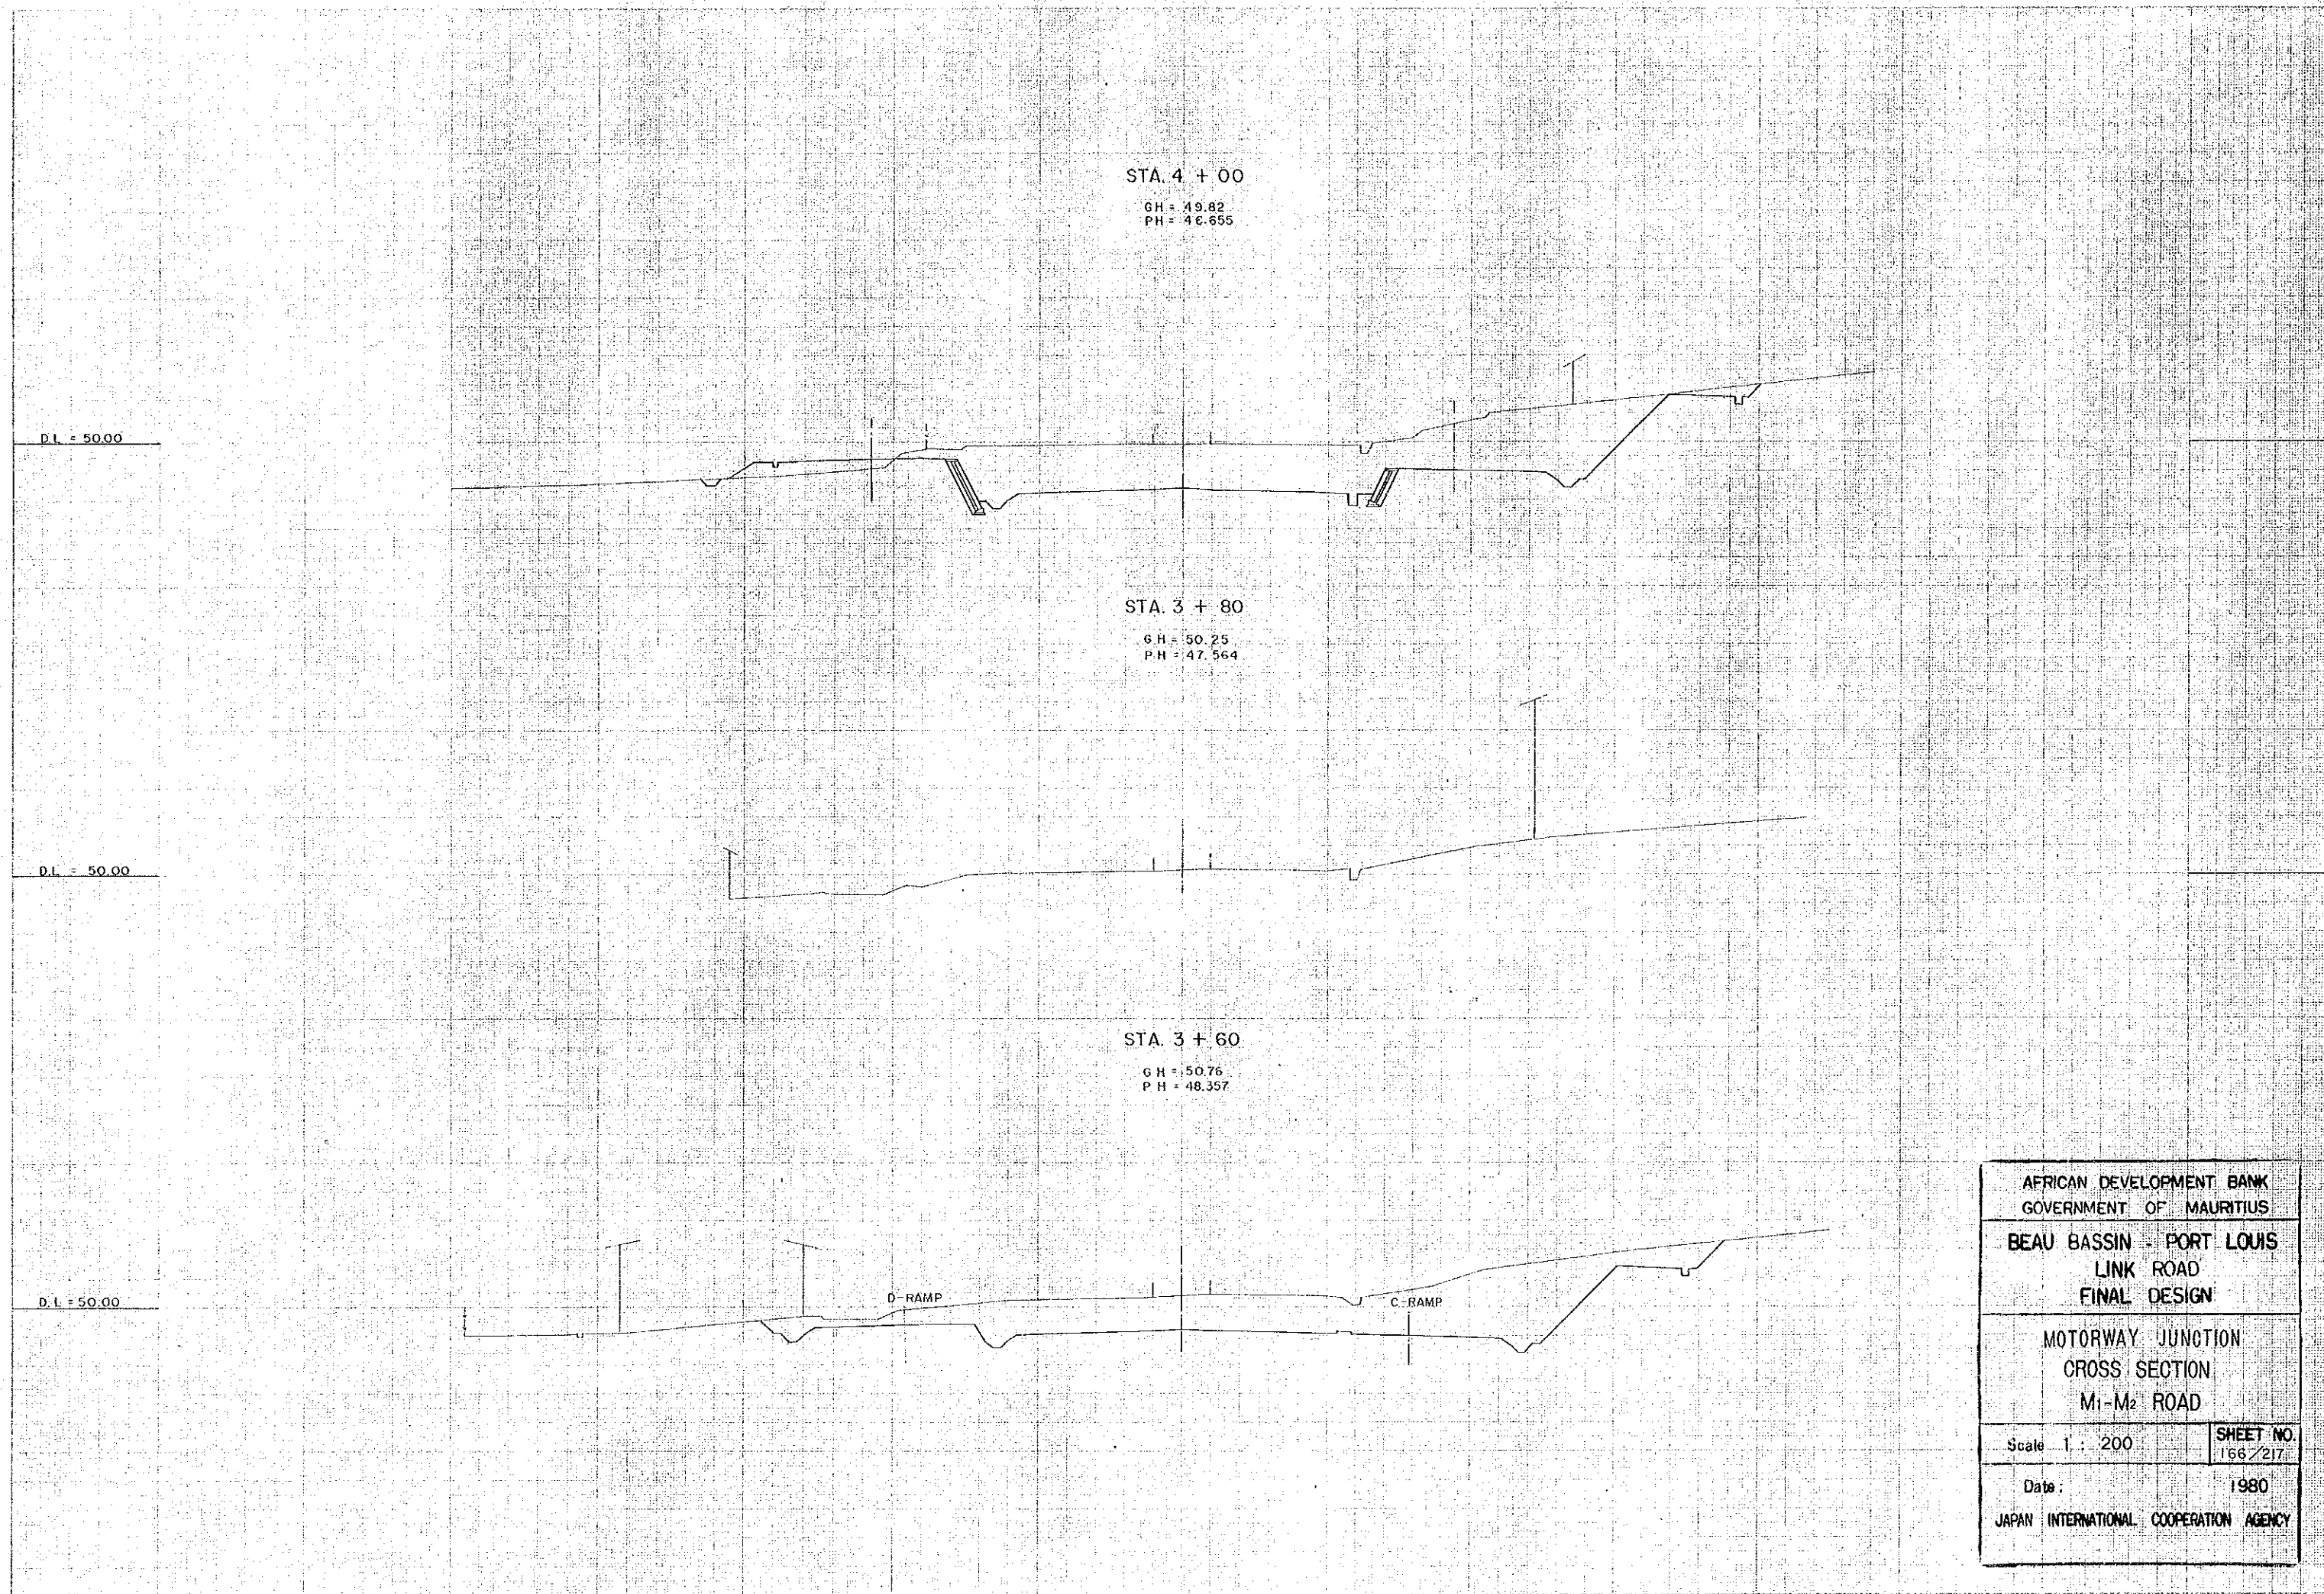 STA. 4 + 00
GH = 49.82
PH = 46.655
D.L = 50.00
STA. 3 + 80
GH = 50.25
PH = 47.564
D.L = 50.00
STA. 3 + 60
GH = 50.76
PH = 48.357
D.L = 50.00
D-RAMP
C-RAMP
AFRICAN DEVELOPMENT BANK
GOVERNMENT OF MAURITIUS
BEAU BASSIN - PORT LOUIS
LINK ROAD
FINAL DESIGN
MOTORWAY JUNCTION
CROSS SECTION
M1-M2 ROAD
Scale 1 : 200
SHEET NO.
166/217
Date : 1980
JAPAN INTERNATIONAL COOPERATION AGENCY